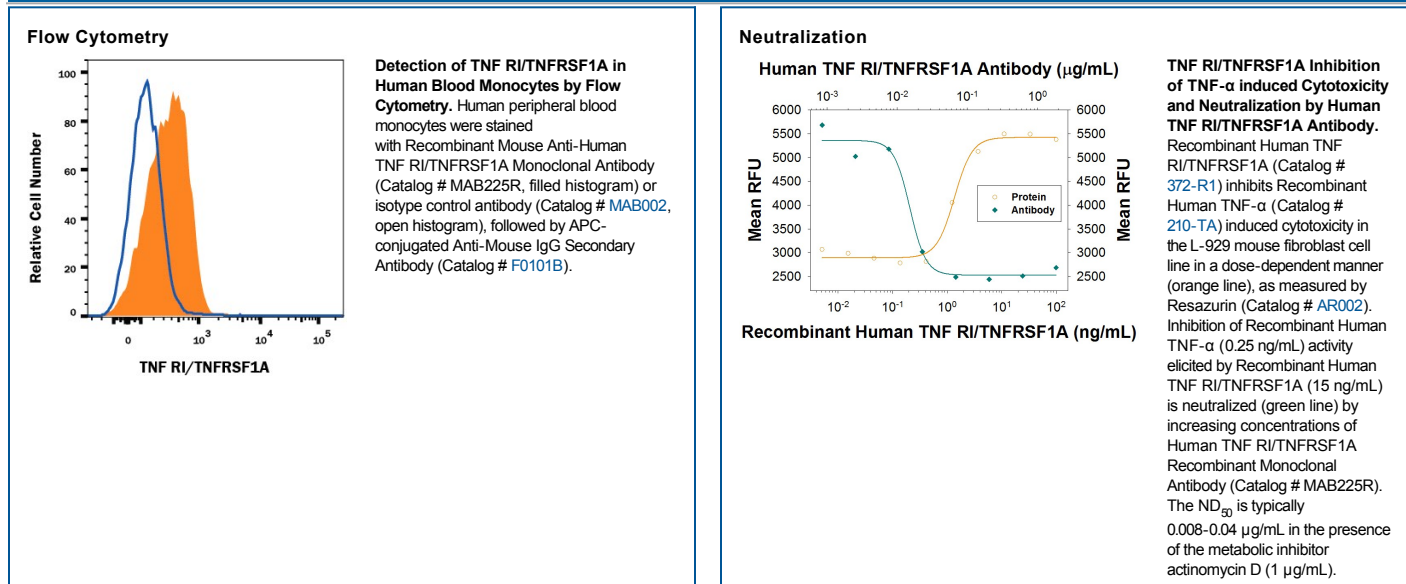 Flow Cytometry
100
80
60
40
20
0
Relative Cell Number
0
10³
10⁴
10⁵
TNF RI/TNFRSF1A
Detection of TNF RI/TNFRSF1A in
Human Blood Monocytes by Flow
Cytometry. Human peripheral blood
monocytes were stained
with Recombinant Mouse Anti-Human
TNF RI/TNFRSF1A Monoclonal Antibody
(Catalog # MAB225R, filled histogram) or
isotype control antibody (Catalog # MAB002,
open histogram), followed by APC-
conjugated Anti-Mouse IgG Secondary
Antibody (Catalog # F0101B).
Neutralization
Human TNF RI/TNFRSF1A Antibody (μg/mL)
10⁻³ 10⁻² 10⁻¹ 10⁰
6000
5500
5000
4500
4000
3500
3000
2500
Mean RFU
Protein
Antibody
6000
5500
5000
4500
4000
3500
3000
2500
Mean RFU
10⁻² 10⁻¹ 10⁰ 10¹ 10²
Recombinant Human TNF RI/TNFRSF1A (ng/mL)
TNF RI/TNFRSF1A Inhibition
of TNF-α induced Cytotoxicity
and Neutralization by Human
TNF RI/TNFRSF1A Antibody.
Recombinant Human TNF
RI/TNFRSF1A (Catalog #
372-R1) inhibits Recombinant
Human TNF-α (Catalog #
210-TA) induced cytotoxicity in
the L-929 mouse fibroblast cell
line in a dose-dependent manner
(orange line), as measured by
Resazurin (Catalog # AR002).
Inhibition of Recombinant Human
TNF-α (0.25 ng/mL) activity
elicited by Recombinant Human
TNF RI/TNFRSF1A (15 ng/mL)
is neutralized (green line) by
increasing concentrations of
Human TNF RI/TNFRSF1A
Recombinant Monoclonal
Antibody (Catalog # MAB225R).
The ND₅₀ is typically
0.008-0.04 μg/mL in the presence
of the metabolic inhibitor
actinomycin D (1 μg/mL).